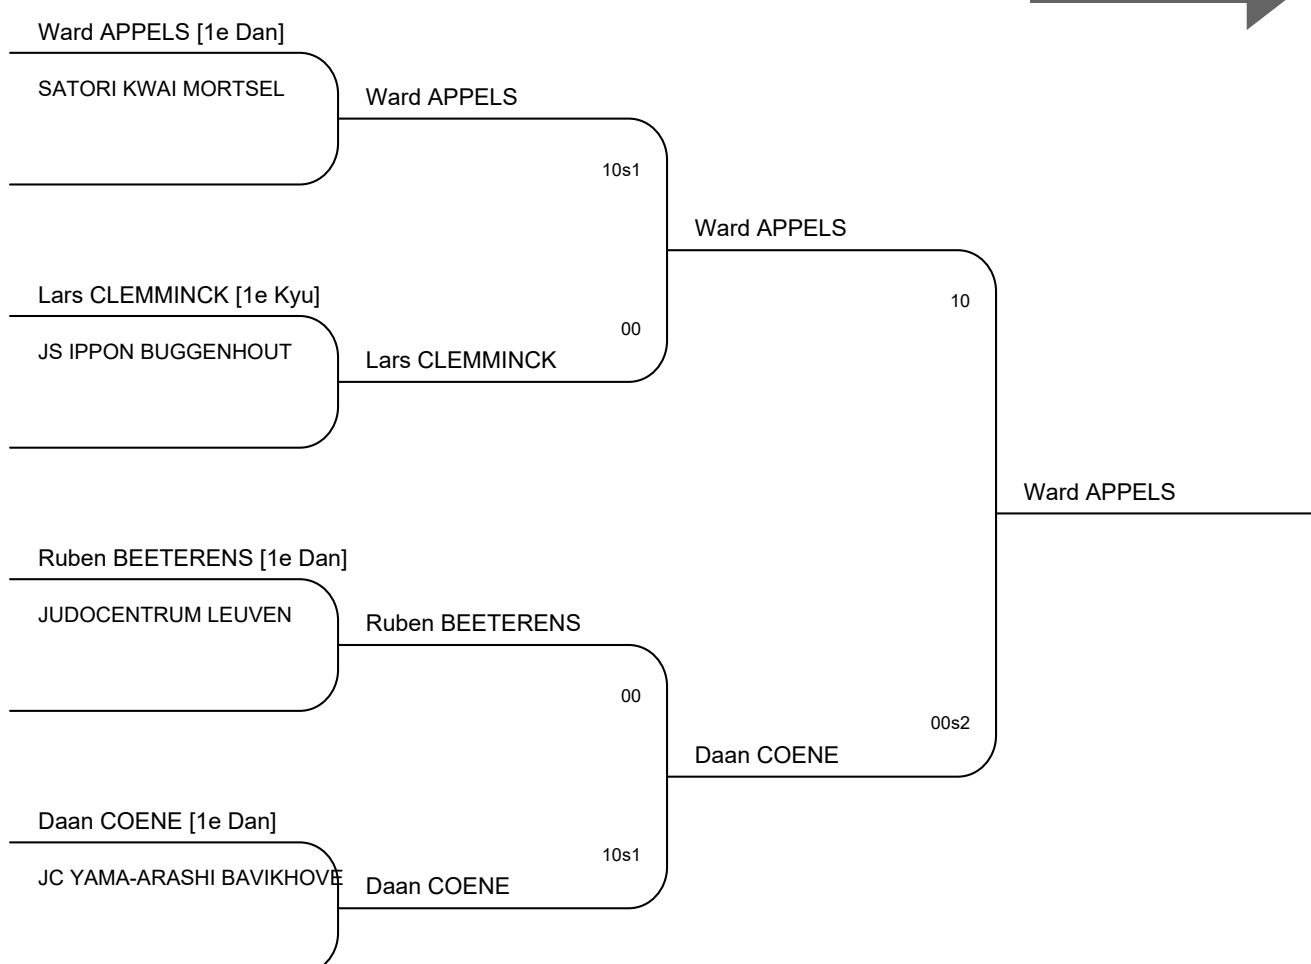 Ward APPELS [1e Dan]
SATORI KWAI MORTSEL
Ward APPELS
10s1
Ward APPELS
Lars CLEMMINCK [1e Kyu]
10
00
JS IPPON BUGGENHOUT
Lars CLEMMINCK
Ward APPELS
Ruben BEETERENS [1e Dan]
JUDOCENTRUM LEUVEN
Ruben BEETERENS
00
00s2
Daan COENE
Daan COENE [1e Dan]
10s1
JC YAMA-ARASHI BAVIKHOVE
Daan COENE